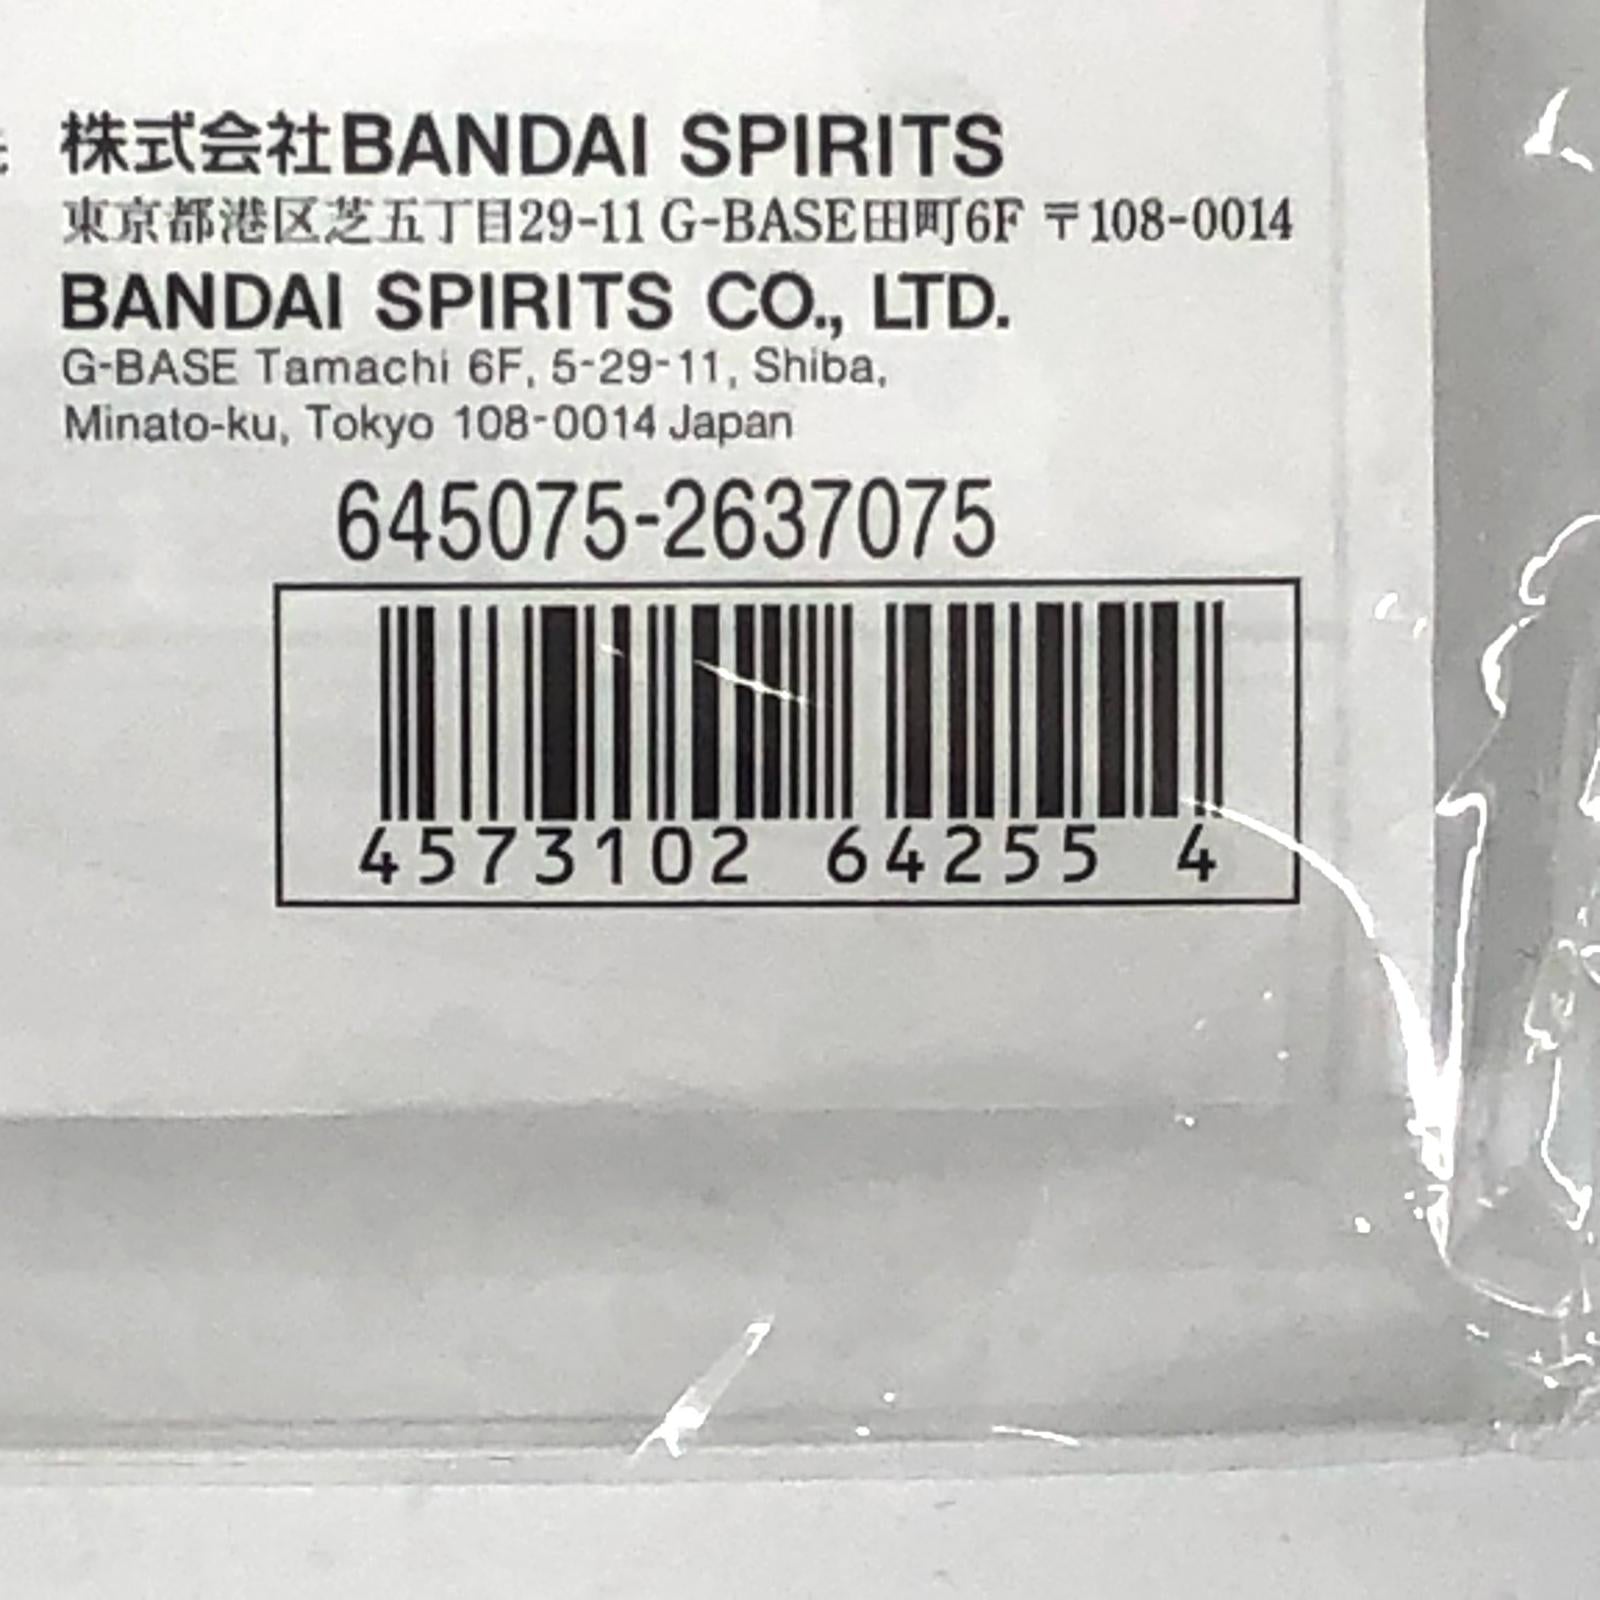 株式会社BANDAI SPIRITS
東京都港区芝五丁目29-11 G-BASE田町6F 〒108-0014
BANDAI SPIRITS CO., LTD.
G-BASE Tamachi 6F, 5-29-11, Shiba,
Minato-ku, Tokyo 108-0014 Japan
645075-2637075
4573102 64255 4